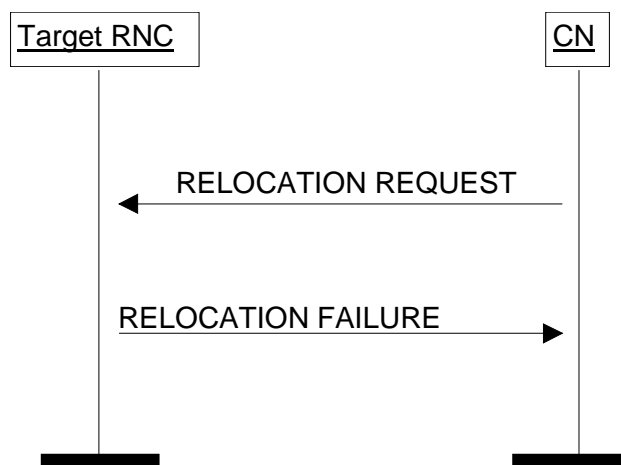 Target RNC
CN
RELOCATION REQUEST
RELOCATION FAILURE